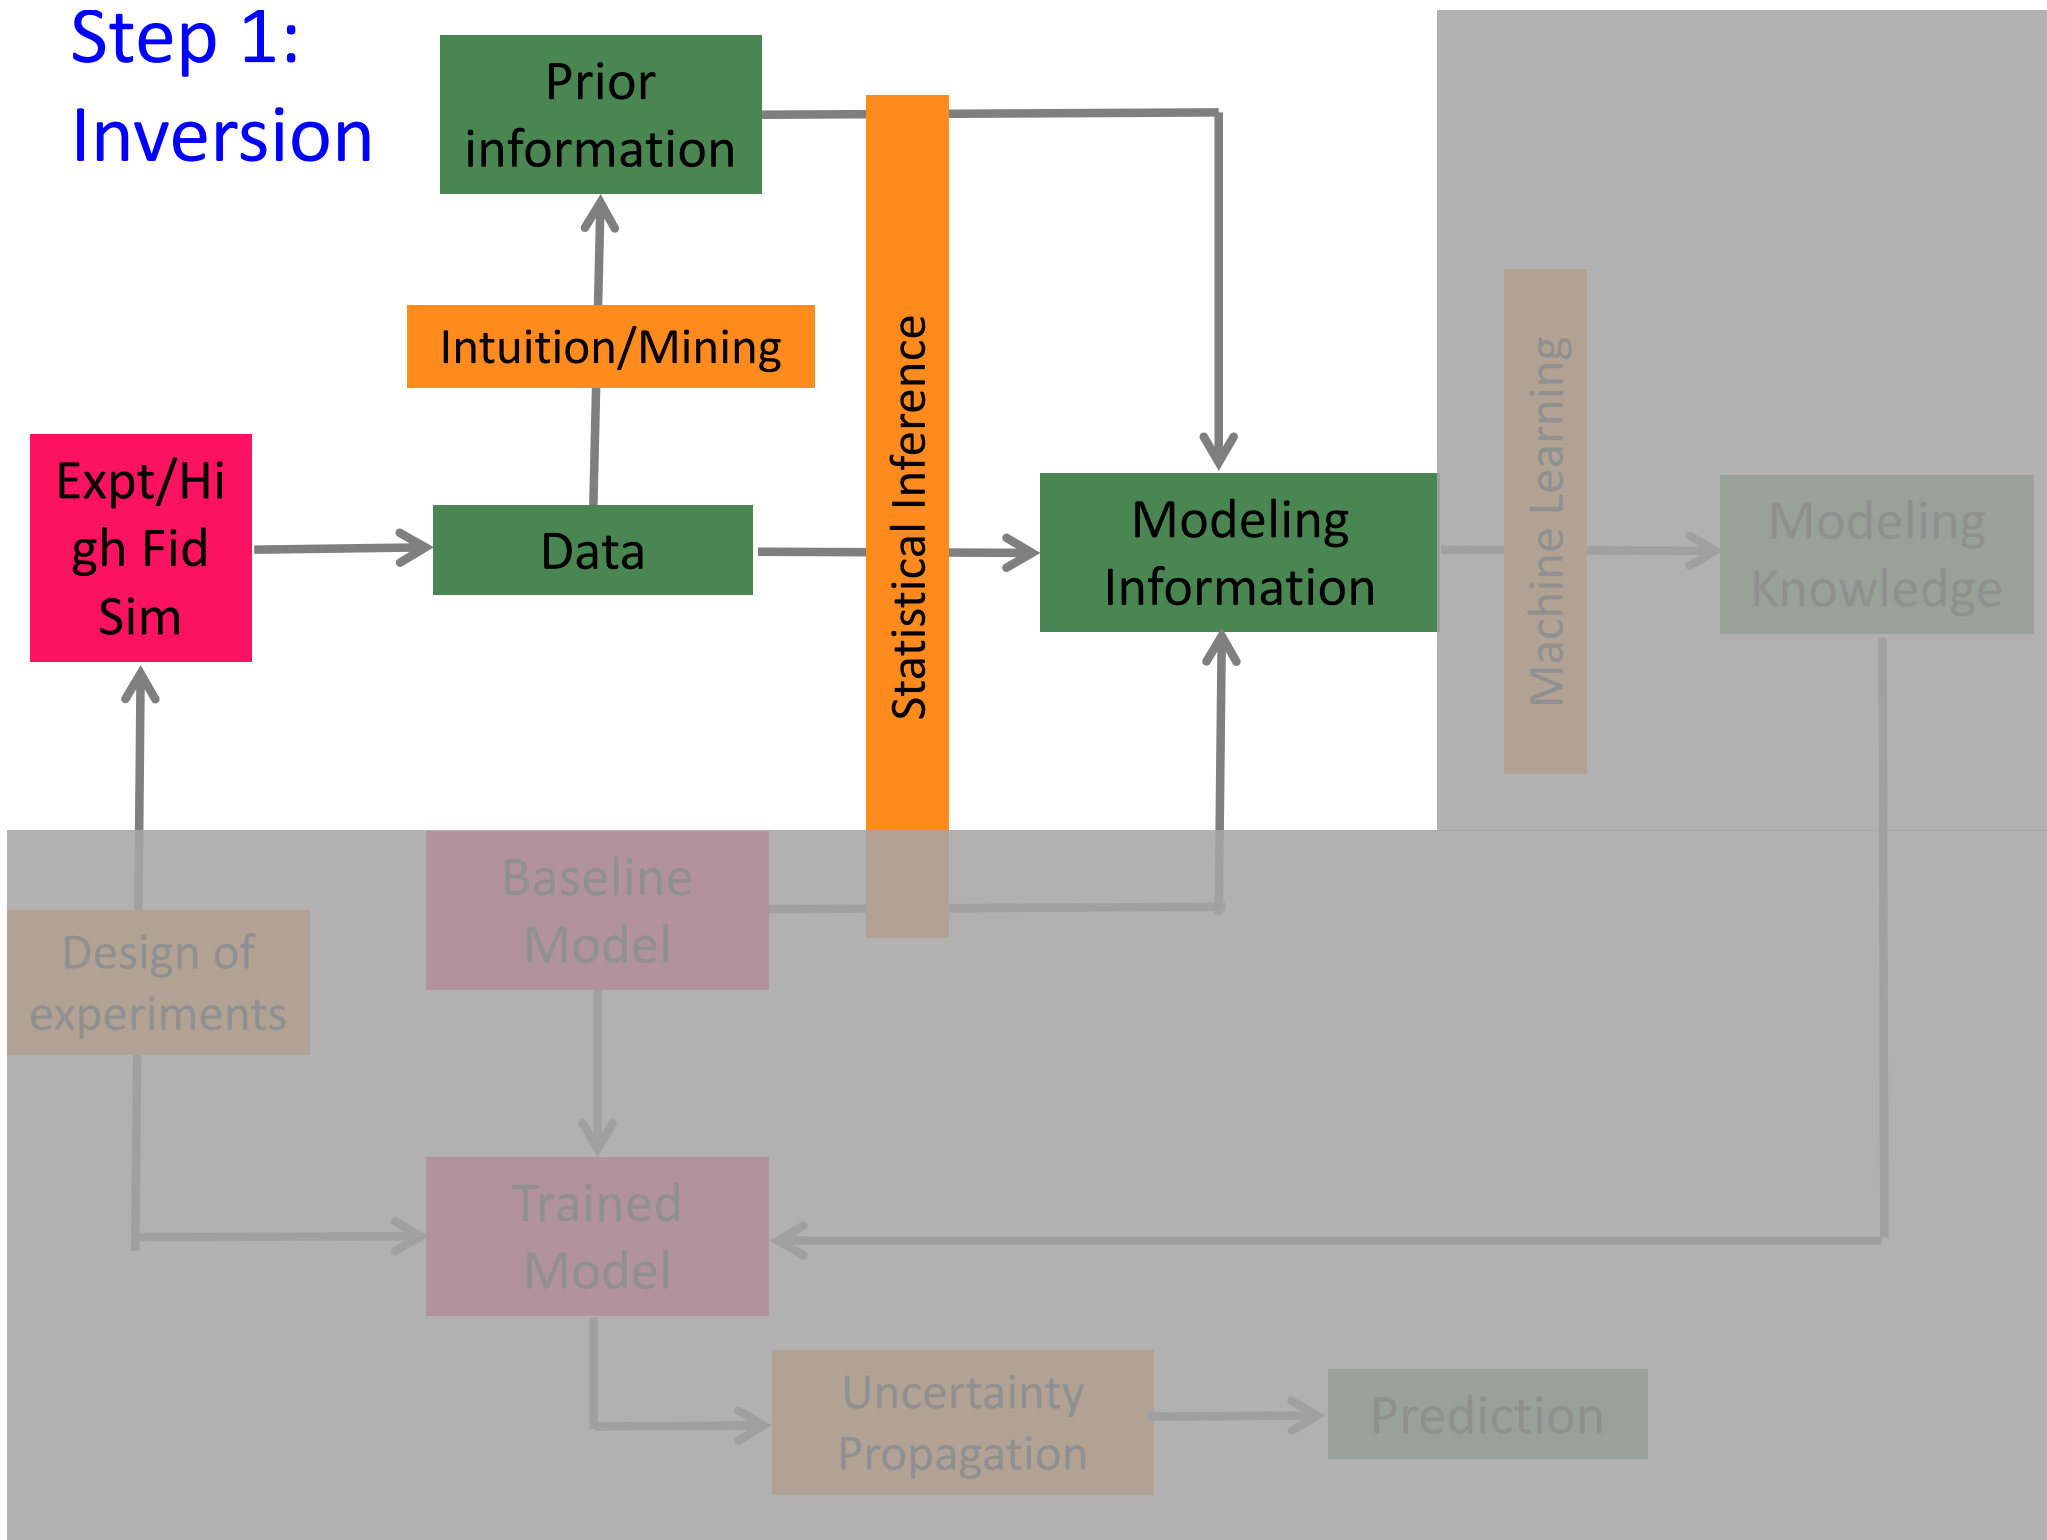 Step 1:
Inversion
Prior
information
Intuition/Mining
Expt/Hi
gh Fid
Sim
Data
Statistical Inference
Modeling
Information
Machine Learning
Modeling
Knowledge
Baseline
Model
Design of
experiments
Trained
Model
Uncertainty
Propagation
Prediction